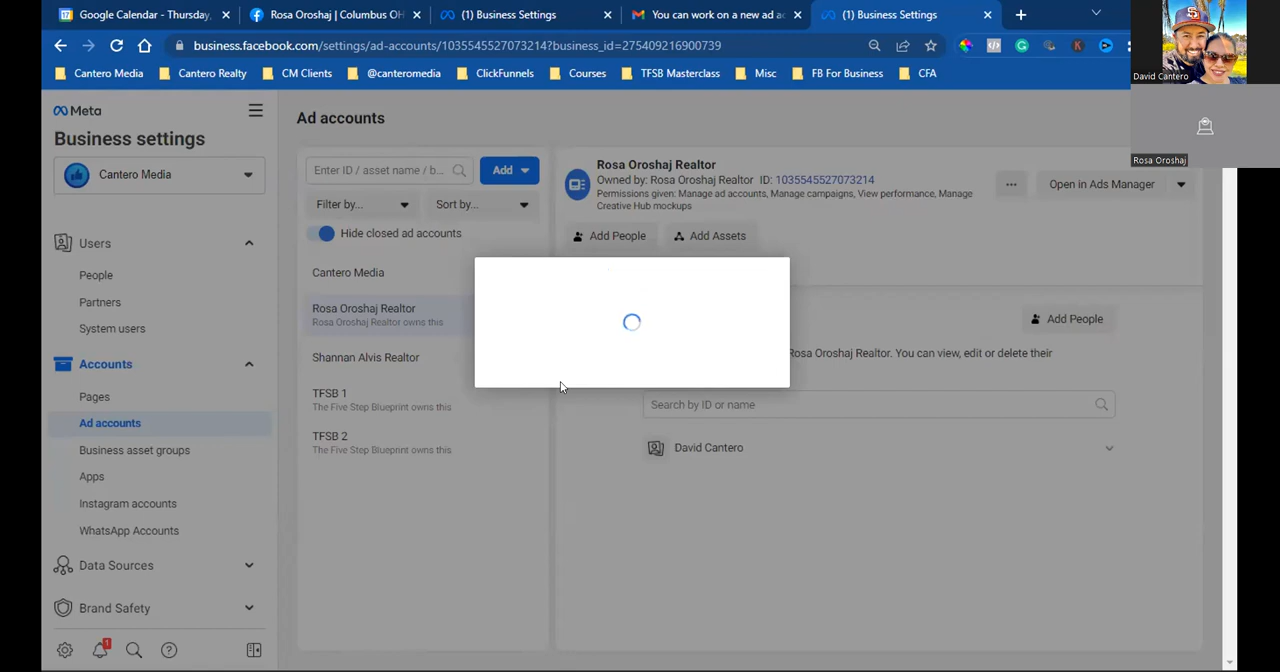 Google Calendar - Thursday,
Rosa Oroshaj | Columbus OH
(1) Business Settings
You can work on a new ad a
(1) Business Settings
business.facebook.com/settings/ad-accounts/1035545527073214?business_id=275409216900739
Cantero Media
Cantero Realty
CM Clients
@canteromedia
ClickFunnels
Courses
TFSB Masterclass
Misc
FB For Business
CFA
David Cantero
Rosa Oroshaj
Meta
Business settings
Cantero Media
Users
People
Partners
System users
Accounts
Pages
Ad accounts
Business asset groups
Apps
Instagram accounts
WhatsApp Accounts
Data Sources
Brand Safety
1
Ad accounts
Enter ID / asset name / b...
Add
Filter by...
Sort by...
Hide closed ad accounts
Cantero Media
Rosa Oroshaj Realtor
Rosa Oroshaj Realtor owns this
Shannan Alvis Realtor
TFSB 1
The Five Step Blueprint owns this
TFSB 2
The Five Step Blueprint owns this
Rosa Oroshaj Realtor
Owned by: Rosa Oroshaj Realtor ID: 1035545527073214
Permissions given: Manage ad accounts, Manage campaigns, View performance, Manage
Creative Hub mockups
...
Open in Ads Manager
Add People
Add Assets
Add People
Rosa Oroshaj Realtor. You can view, edit or delete their
Search by ID or name
David Cantero